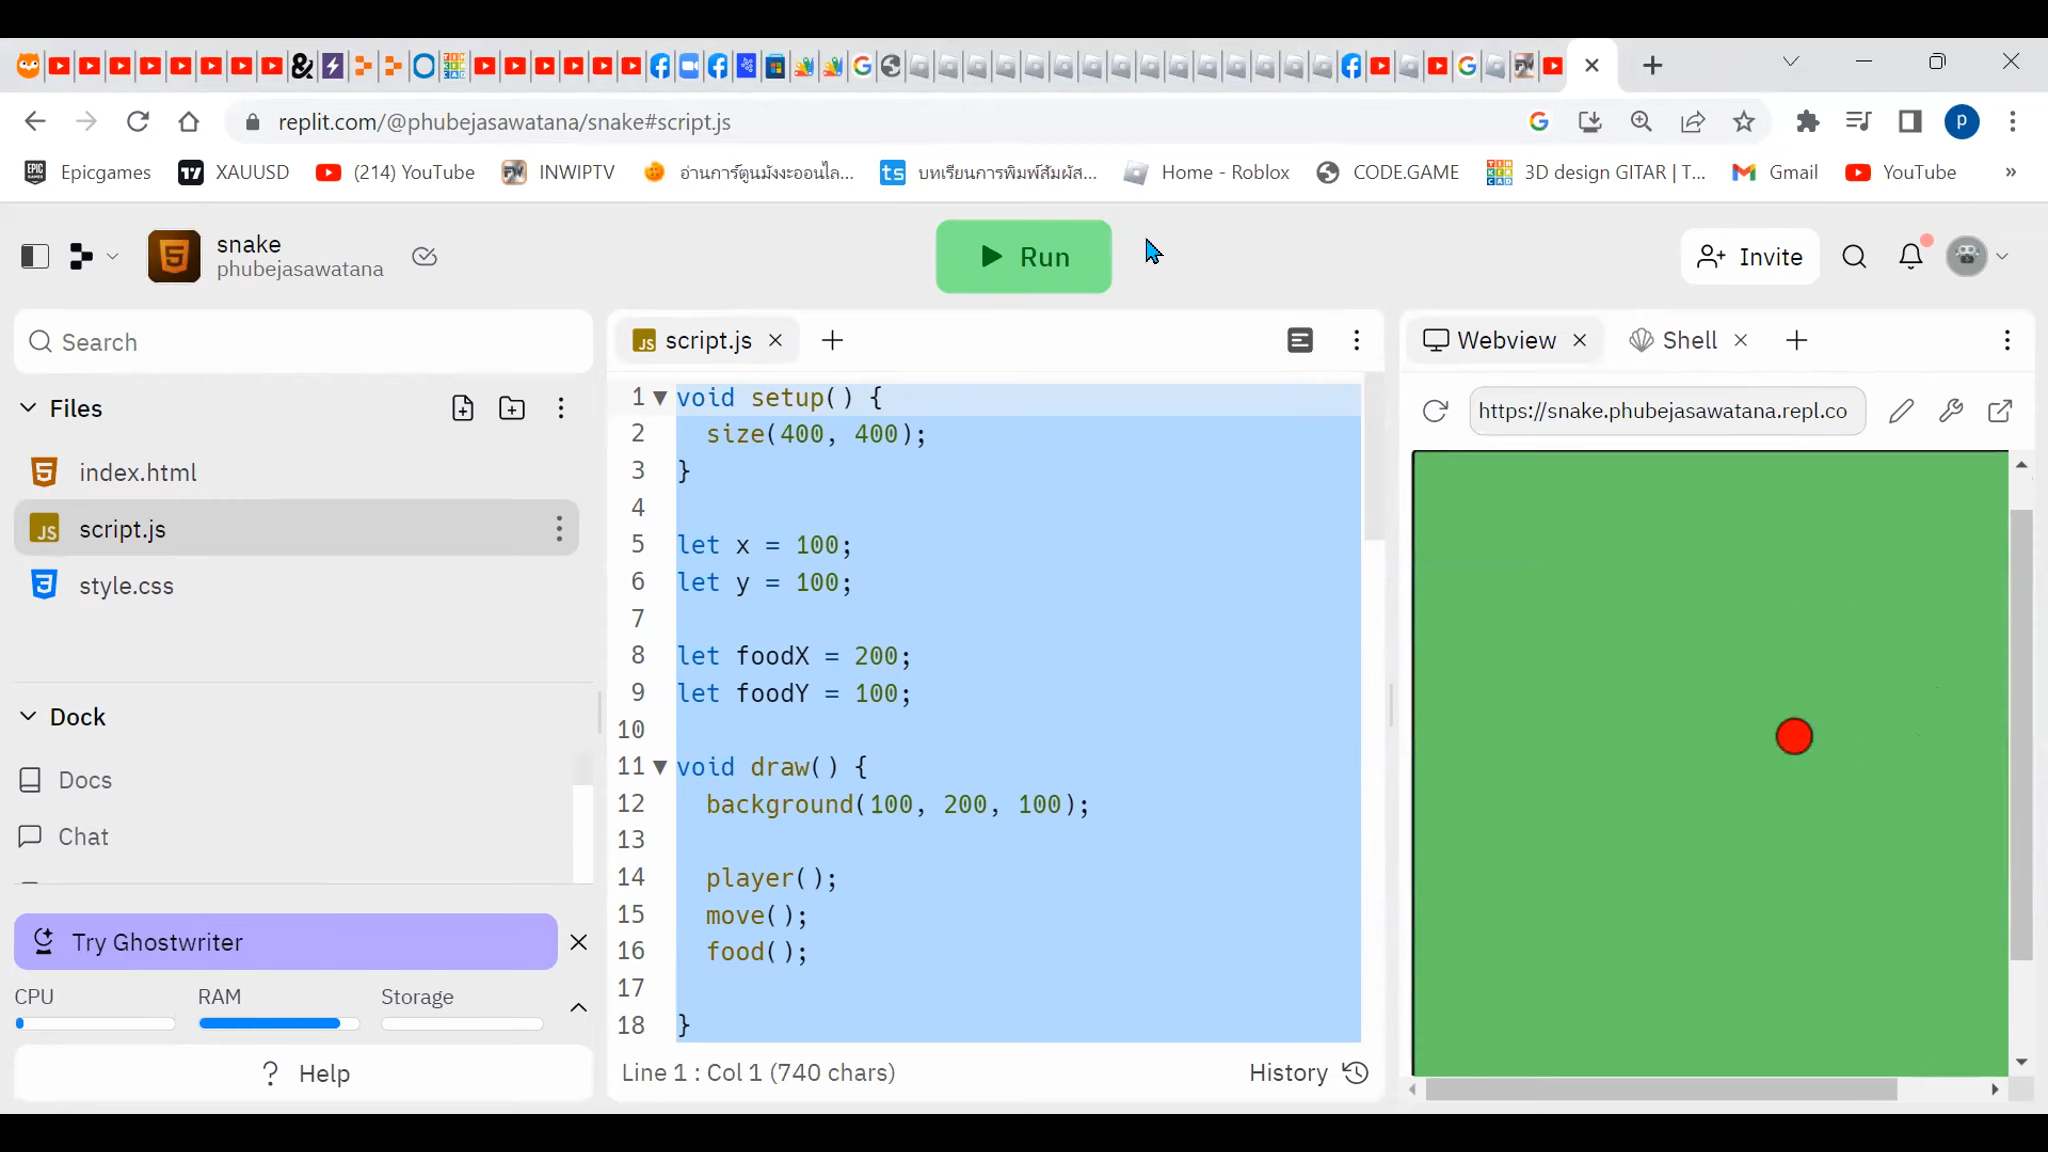 replit.com/@phubejasawatana/snake#script.js
p
EPIC GAMES Epicgames XAUUSD (214) YouTube INWIPTV อ่านการ์ตูนมังงะออนไล... ts บทเรียนการพิมพ์สัมผัส... Home - Roblox CODE.GAME 3D design GITAR | T... Gmail YouTube »
snake
phubejasawatana
Run
Invite
Search
Files
index.html
JS script.js
style.css
Dock
Docs
Chat
Try Ghostwriter
CPU RAM Storage
? Help
JS script.js
1 void setup() {
2 size(400, 400);
3 }
4
5 let x = 100;
6 let y = 100;
7
8 let foodX = 200;
9 let foodY = 100;
10
11 void draw() {
12 background(100, 200, 100);
13
14 player();
15 move();
16 food();
17
18 }
Line 1 : Col 1 (740 chars)
History
Webview Shell
https://snake.phubejasawatana.repl.co